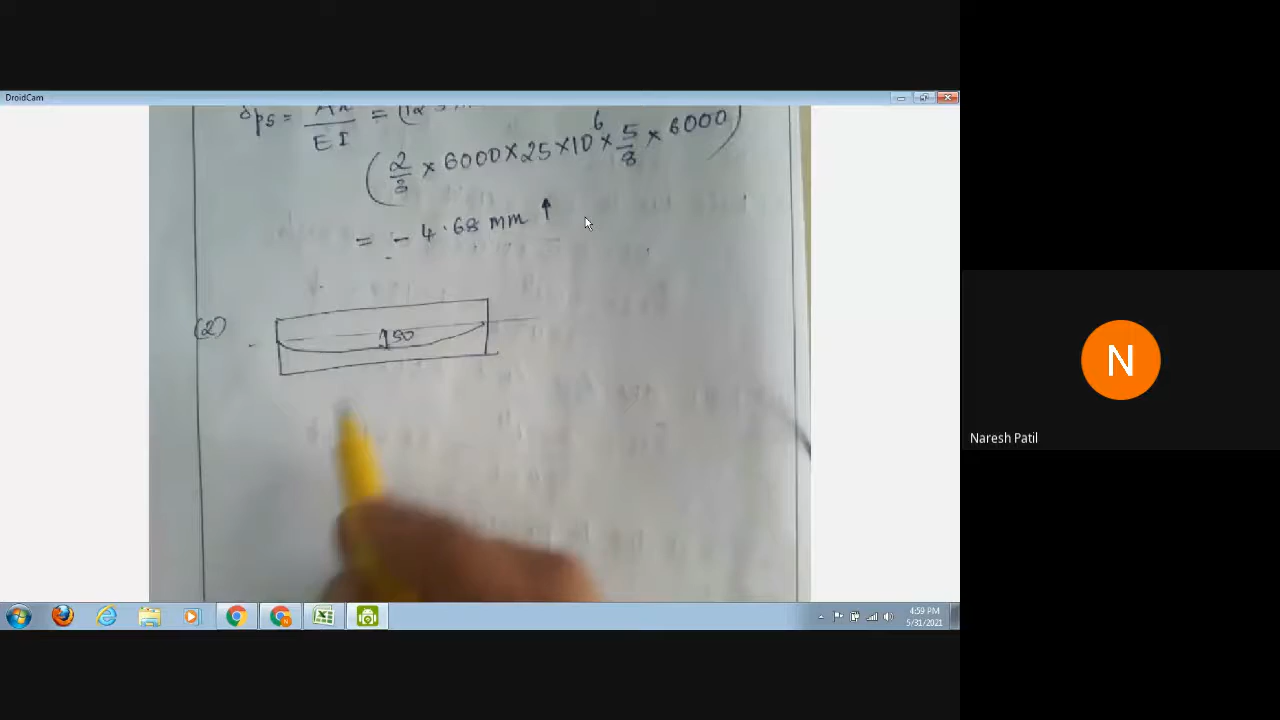 DroidCam
δps = Ax/EI = (
(2/3 × 6000 × 25 × 10^6 × 5/8 × 6000)
= - 4.68 mm ↑
(2)
150
N
Naresh Patil
4:59 PM
5/31/2021